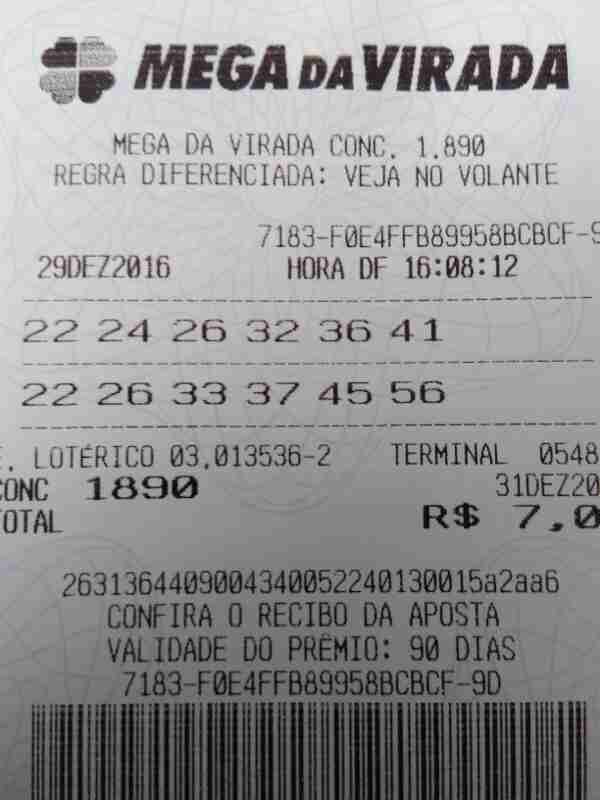 MEGA DA VIRADA
MEGA DA VIRADA CONC. 1.890
REGRA DIFERENCIADA: VEJA NO VOLANTE
7183-F0E4FFB89958BCBCF-9
29DEZ2016 HORA DF 16:08:12
22 24 26 32 36 41
22 26 33 37 45 56
. LOTÉRICO 03,013536-2 TERMINAL 0548
CONC 1890 31DEZ20
TOTAL R$ 7,0
2631364409004340052240130015a2aa6
CONFIRA O RECIBO DA APOSTA
VALIDADE DO PRÊMIO: 90 DIAS
7183-F0E4FFB89958BCBCF-9D